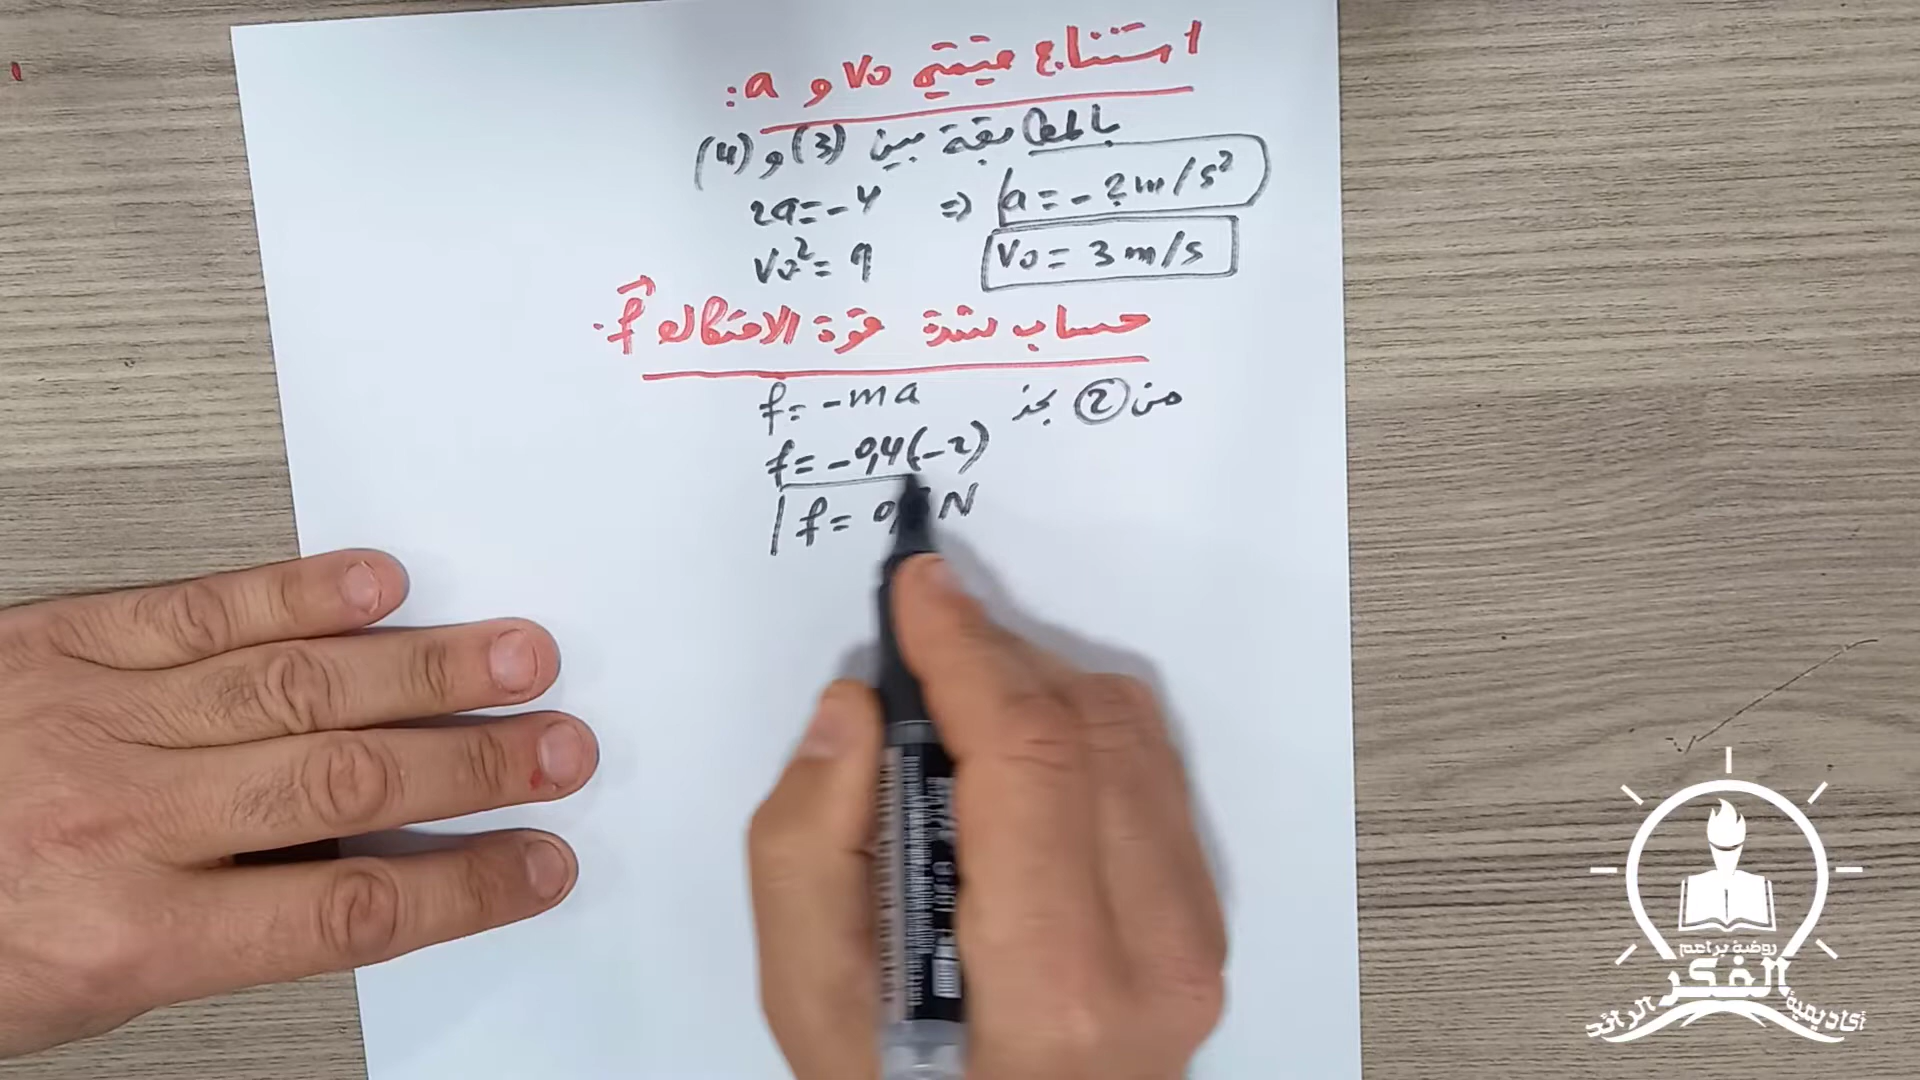 استنتاج قيمتي v₀ و a :
بالمطابقة بين (3) و (4)
2a = -4 => a = -2 m/s²
v₀² = 9 v₀ = 3 m/s
حساب شدة قوة الاحتكاك f⃗.
من ② نجد f = -ma
f = -0,4(-2)
f = 0, N
روضة براعم
الفكر
أكاديمية الرائد